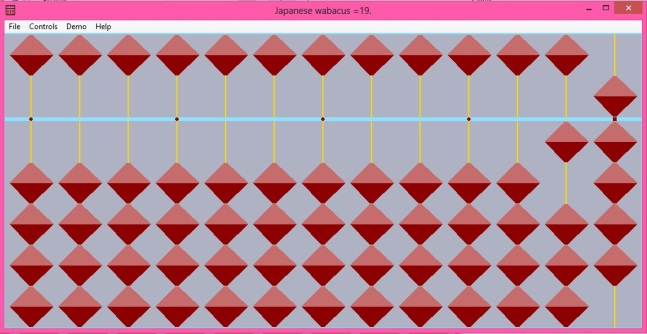 Japanese wabacus =19.
File Controls Demo Help